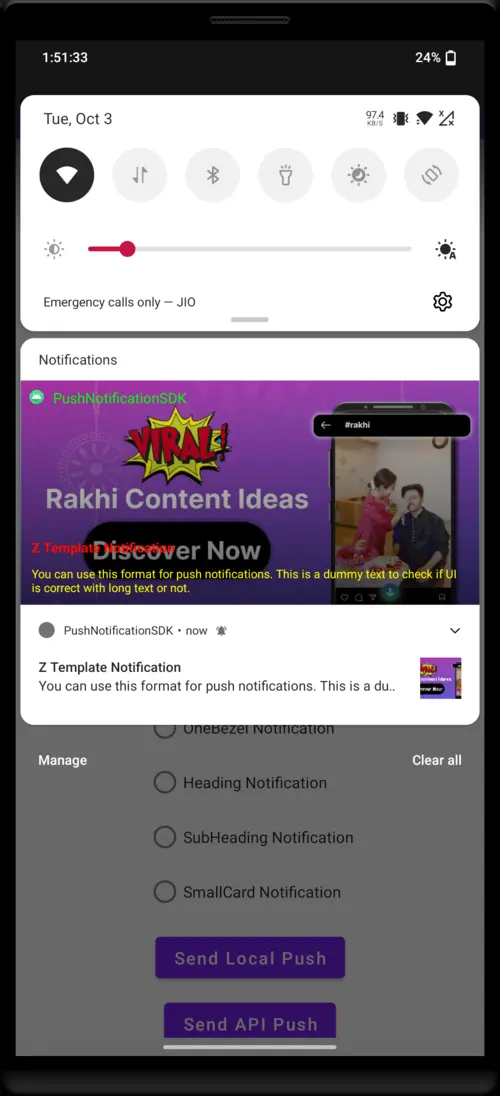 1:51:33
24%
Tue, Oct 3
97.4
KB/S
A
Emergency calls only — JIO
Notifications
PushNotificationSDK
VIRAL!
#rakhi
Rakhi Content Ideas
Discover Now
Z Template Notification
You can use this format for push notifications. This is a dummy text to check if UI
is correct with long text or not.
PushNotificationSDK • now
Z Template Notification
You can use this format for push notifications. This is a du..
OneBezel Notification
Manage
Clear all
Heading Notification
SubHeading Notification
SmallCard Notification
Send Local Push
Send API Push